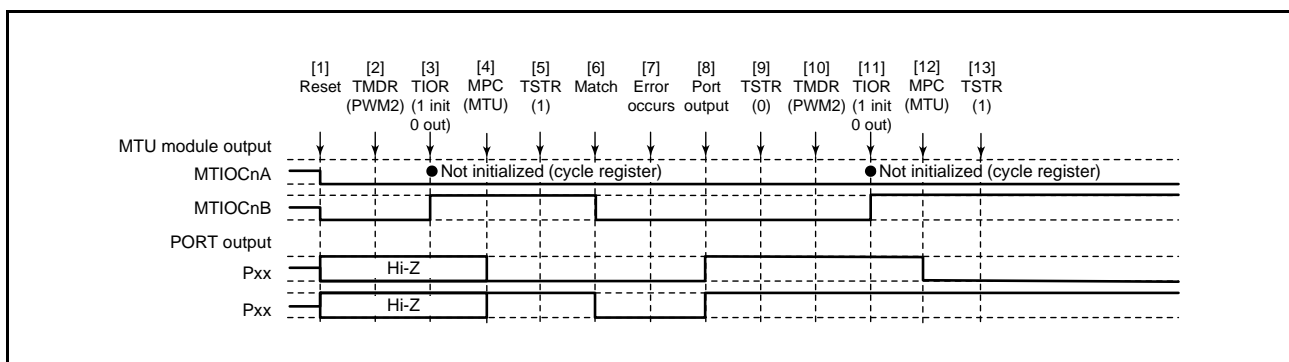 [1] [2] [3] [4] [5] [6] [7] [8] [9] [10] [11] [12] [13]
Reset TMDR TIOR MPC TSTR Match Error Port TSTR TMDR TIOR MPC TSTR
(PWM2) (1 init (MTU) (1) occurs output (0) (PWM2) (1 init (MTU) (1)
0 out) 0 out)
MTU module output
MTIOCnA Not initialized (cycle register) Not initialized (cycle register)
MTIOCnB
PORT output
Pxx Hi-Z
Pxx Hi-Z